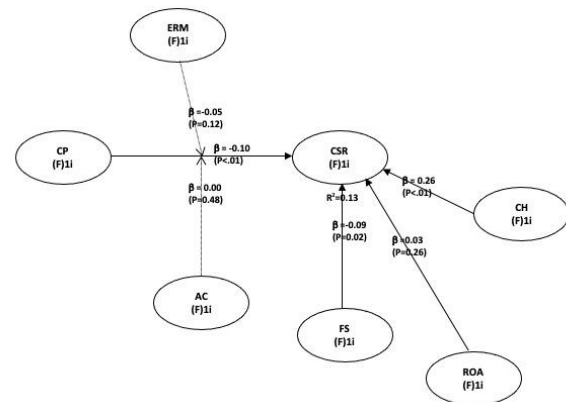 ERM
(F)1i
β=-0.05
(P=0.12)
CP
(F)1i
β = -0.10
(P<.01)
CSR
(F)1i
β = 0.00
(P=0.48)
R²=0.13
β = 0.26
(P<.01)
CH
(F)1i
β=-0.09
(P=0.02)
β = 0.03
(P=0.26)
AC
(F)1i
FS
(F)1i
ROA
(F)1i